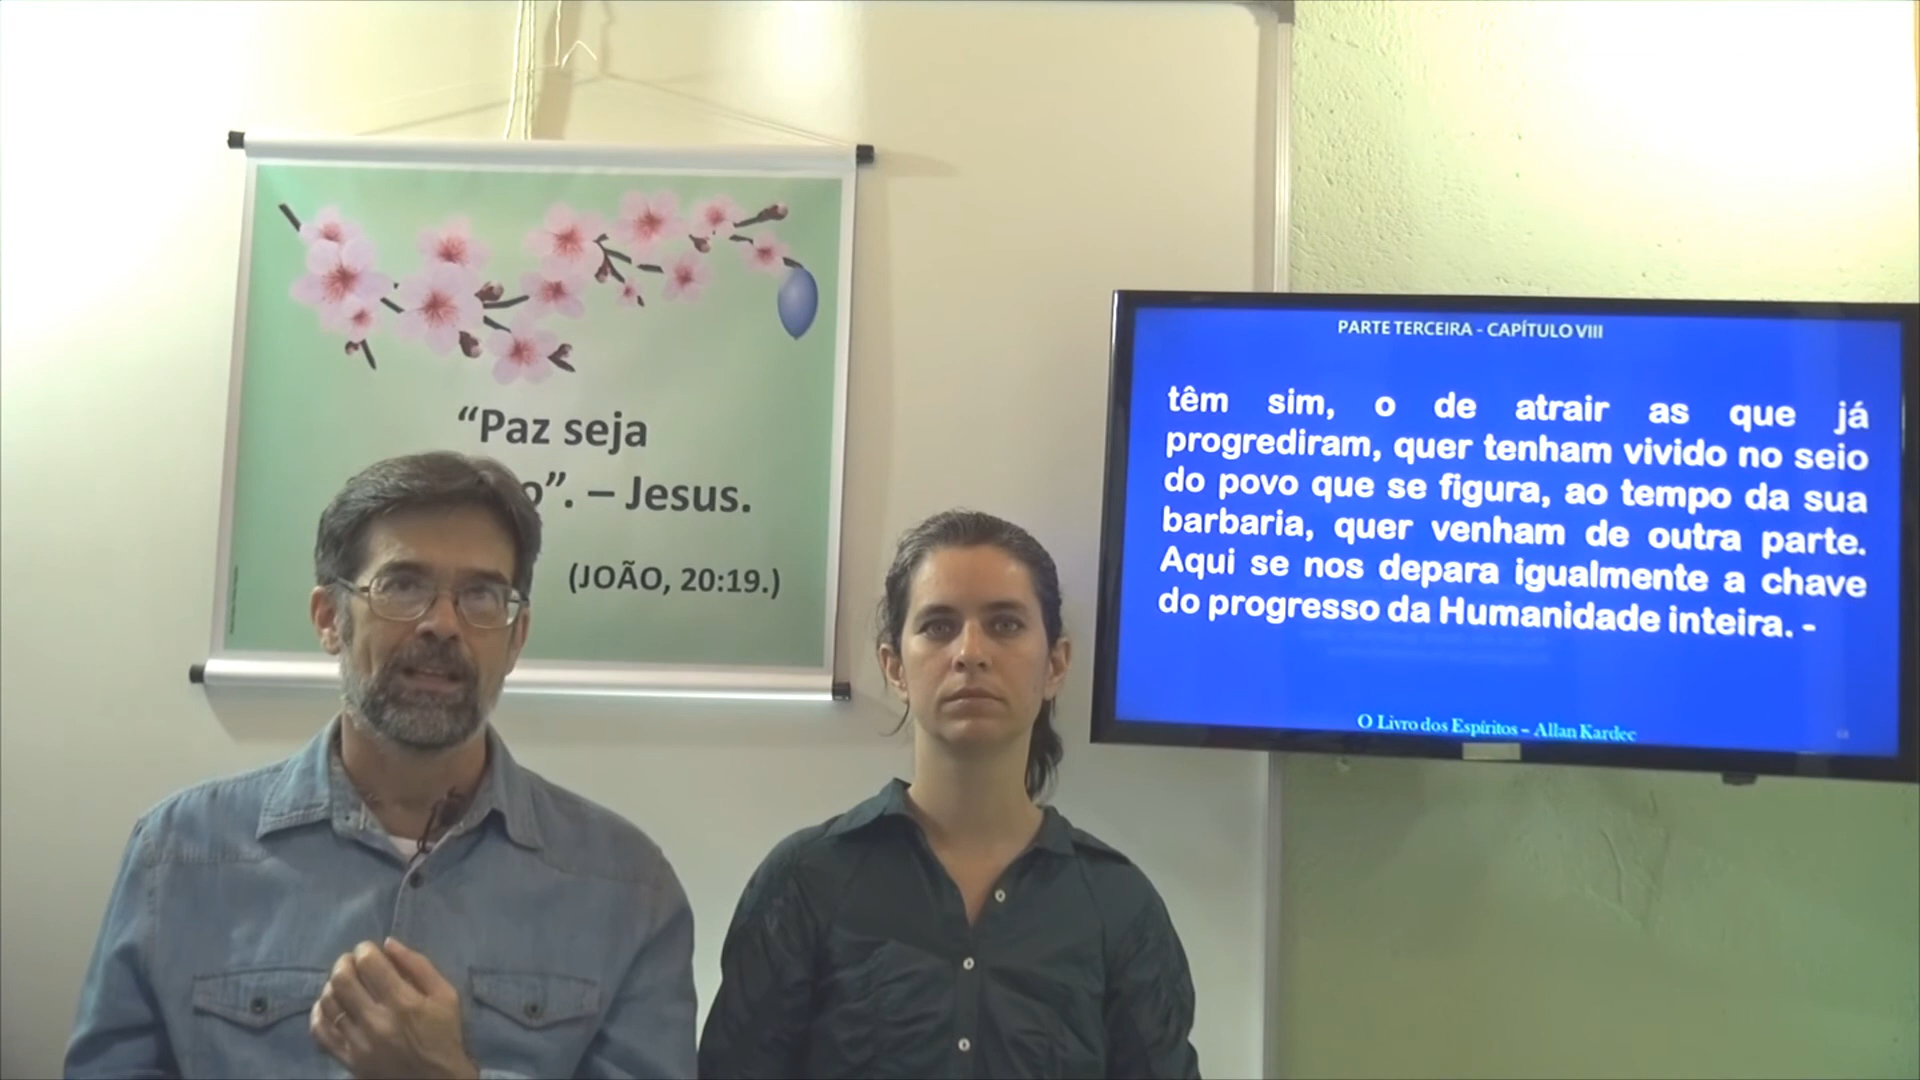 “Paz seja
o”. – Jesus.
(JOÃO, 20:19.)
PARTE TERCEIRA - CAPÍTULO VIII
têm sim, o de atrair as que já
progrediram, quer tenham vivido no seio
do povo que se figura, ao tempo da sua
barbaria, quer venham de outra parte.
Aqui se nos depara igualmente a chave
do progresso da Humanidade inteira. -
O Livro dos Espíritos – Allan Kardec